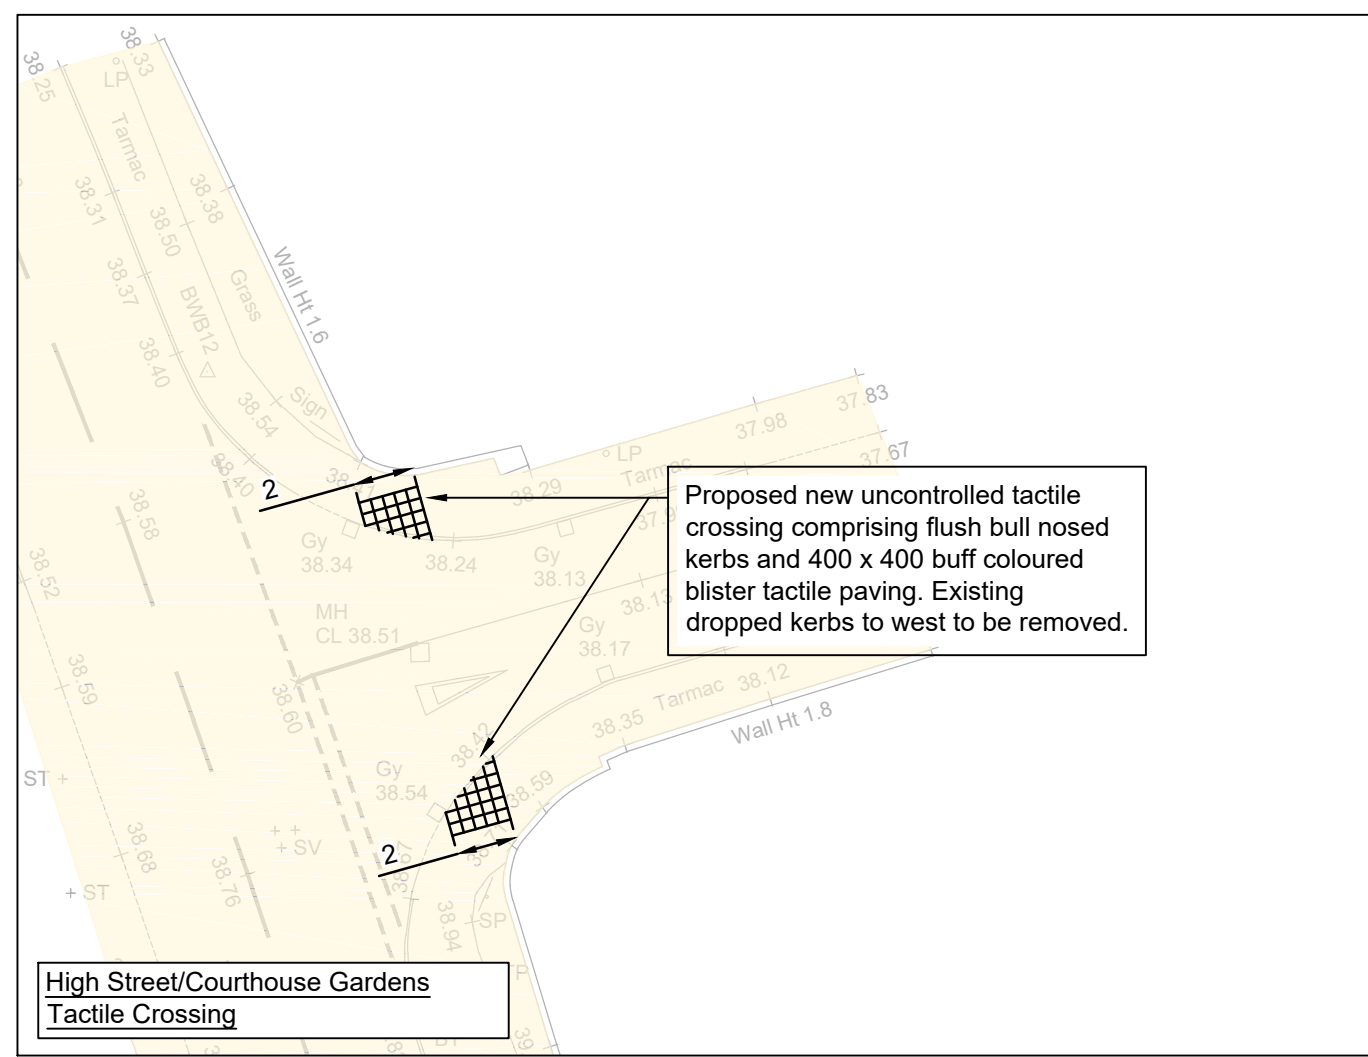 38.33
38.25
LP
Tarmac
38.31
38.38
38.50
38.37
Wall Ht 1.6
Grass
BWB12
38.40
38.54
Sign
38.40
2
LP
37.83
37.98
37.67
Tarmac
38.29
38.58
38.52
Gy
38.34
38.24
Gy
38.13
Proposed new uncontrolled tactile
crossing comprising flush bull nosed
kerbs and 400 x 400 buff coloured
blister tactile paving. Existing
dropped kerbs to west to be removed.
MH
CL 38.51
38.13
Gy
38.17
38.59
38.60
Tarmac
38.12
38.35
Wall Ht 1.8
38.42
ST
Gy
38.54
38.59
SV
2
38.68
38.76
ST
38.94
SP
High Street/Courthouse Gardens
Tactile Crossing